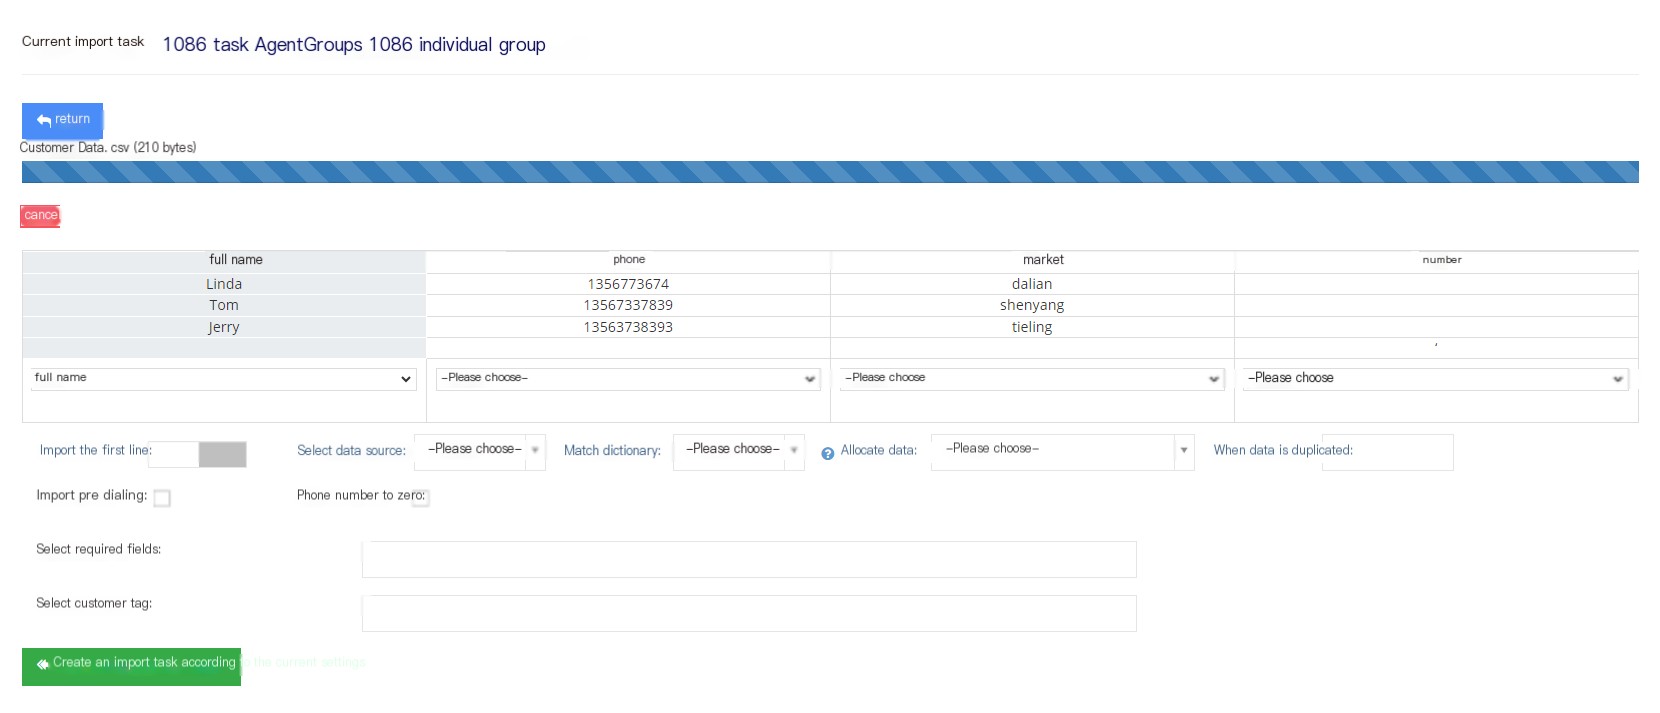 Current import task 1086 task AgentGroups 1086 individual group
return
Customer Data. csv (210 bytes)
cancel
full name phone market number
Linda 1356773674 dalian
Tom 13567337839 shenyang
Jerry 13563738393 tieling
full name -Please choose- -Please choose -Please choose
Import the first line: Select data source: -Please choose- Match dictionary: -Please choose- ? Allocate data: -Please choose- When data is duplicated:
Import pre dialing: Phone number to zero:
Select required fields:
Select customer tag:
Create an import task according to the current settings